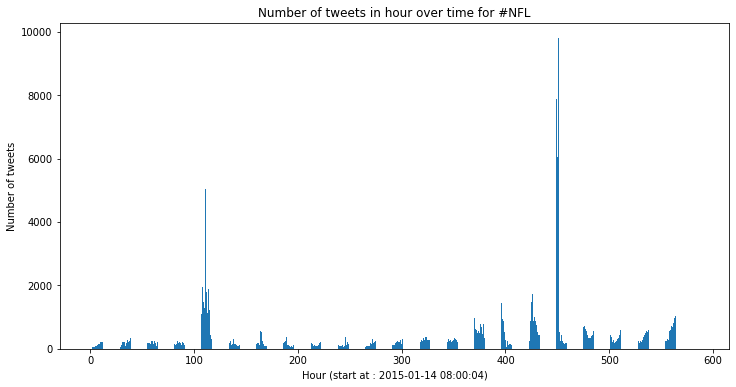 Number of tweets in hour over time for #NFL
10000
8000
6000
4000
2000
0
Number of tweets
0 100 200 300 400 500 600
Hour (start at : 2015-01-14 08:00:04)